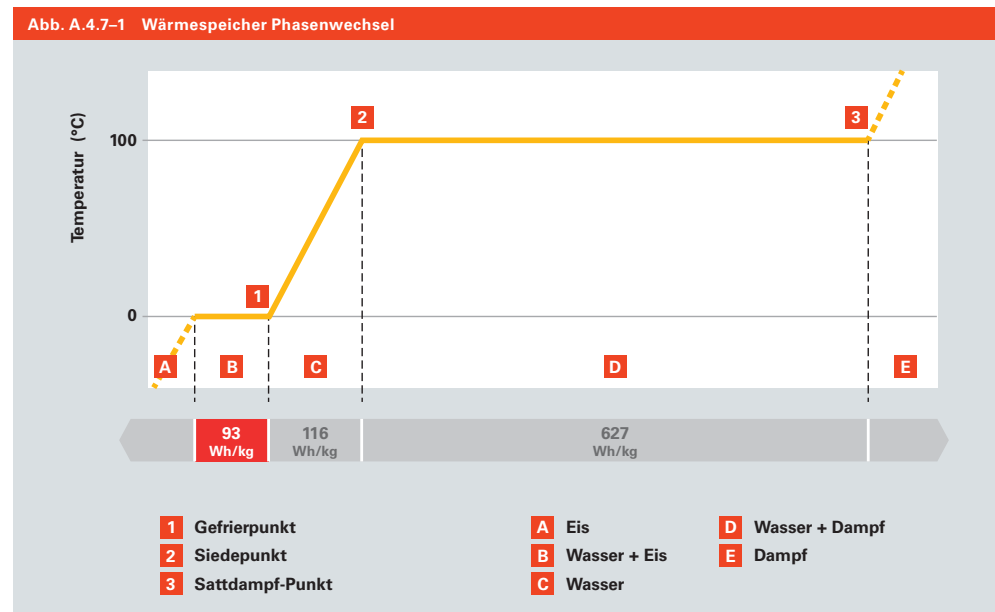 Abb. A.4.7–1 Wärmespeicher Phasenwechsel
Temperatur (°C)
2
3
100
1
0
A
B
C
D
E
93
Wh/kg
116
Wh/kg
627
Wh/kg
1 Gefrierpunkt
2 Siedepunkt
3 Sattdampf-Punkt
A Eis
B Wasser + Eis
C Wasser
D Wasser + Dampf
E Dampf